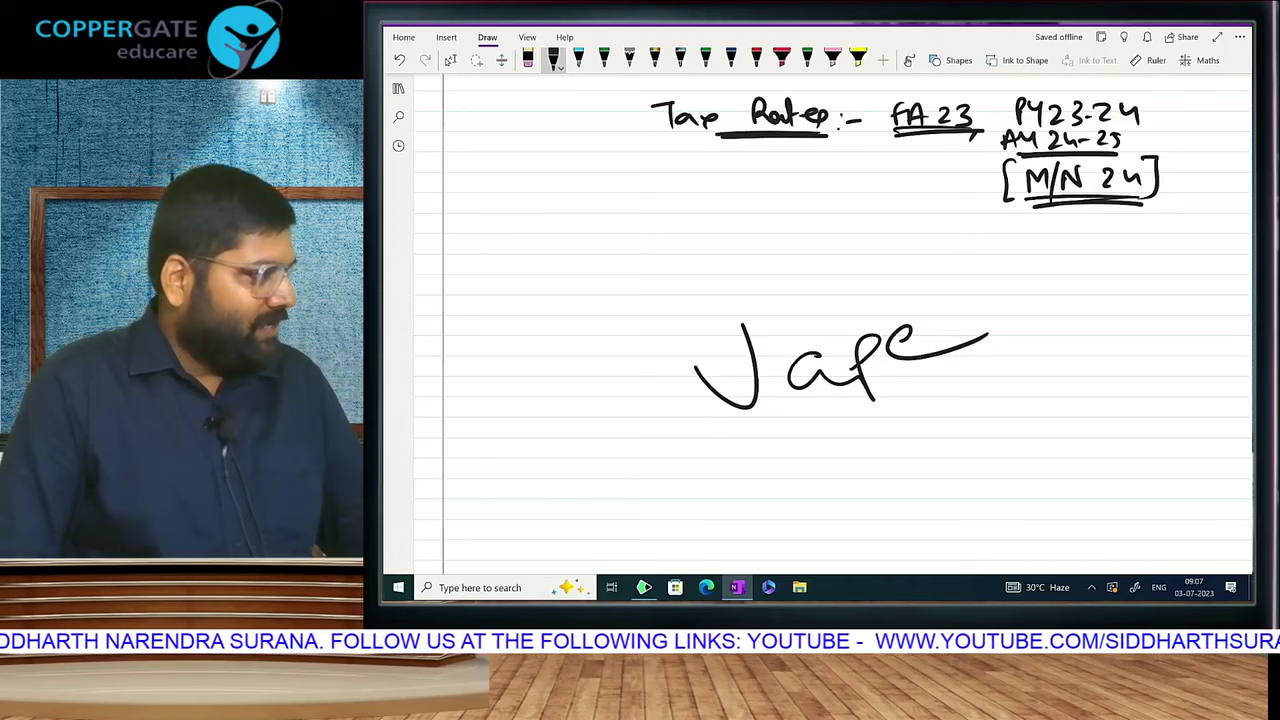 COPPERGATE
educare
Home Insert Draw View Help
Saved offline
Share
Shapes
Ink to Shape
Ink to Text
Ruler
Maths
Tax Rates :- FA 23, PY 23-24
AY 24-25
[M/N 24]
Type here to search
30°C Haze
ENG
09:07
03-07-2023
DDHARTH NARENDRA SURANA. FOLLOW US AT THE FOLLOWING LINKS: YOUTUBE - WWW.YOUTUBE.COM/SIDDHARTHSURA